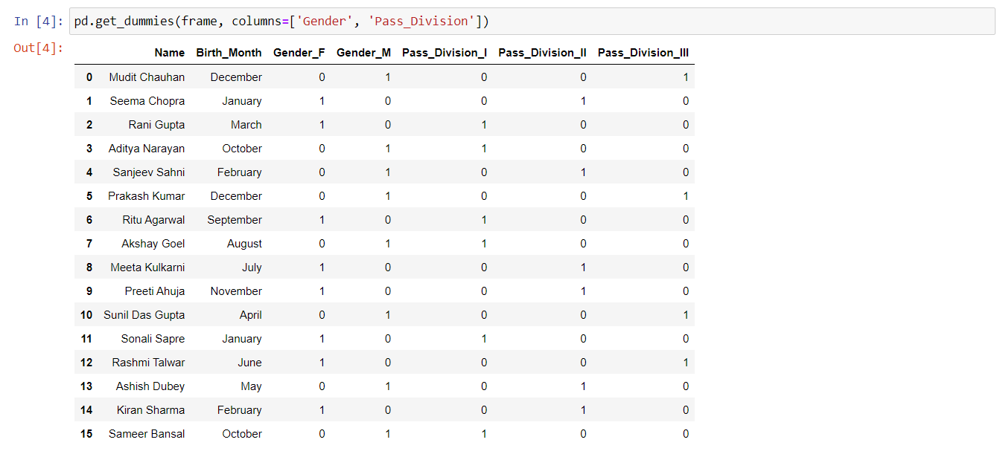 In [4]: pd.get_dummies(frame, columns=['Gender', 'Pass_Division'])
Out[4]:
Name Birth_Month Gender_F Gender_M Pass_Division_I Pass_Division_II Pass_Division_III
0 Mudit Chauhan December 0 1 0 0 1
1 Seema Chopra January 1 0 0 1 0
2 Rani Gupta March 1 0 1 0 0
3 Aditya Narayan October 0 1 1 0 0
4 Sanjeev Sahni February 0 1 0 1 0
5 Prakash Kumar December 0 1 0 0 1
6 Ritu Agarwal September 1 0 1 0 0
7 Akshay Goel August 0 1 1 0 0
8 Meeta Kulkarni July 1 0 0 1 0
9 Preeti Ahuja November 1 0 0 1 0
10 Sunil Das Gupta April 0 1 0 0 1
11 Sonali Sapre January 1 0 1 0 0
12 Rashmi Talwar June 1 0 0 0 1
13 Ashish Dubey May 0 1 0 1 0
14 Kiran Sharma February 1 0 0 1 0
15 Sameer Bansal October 0 1 1 0 0